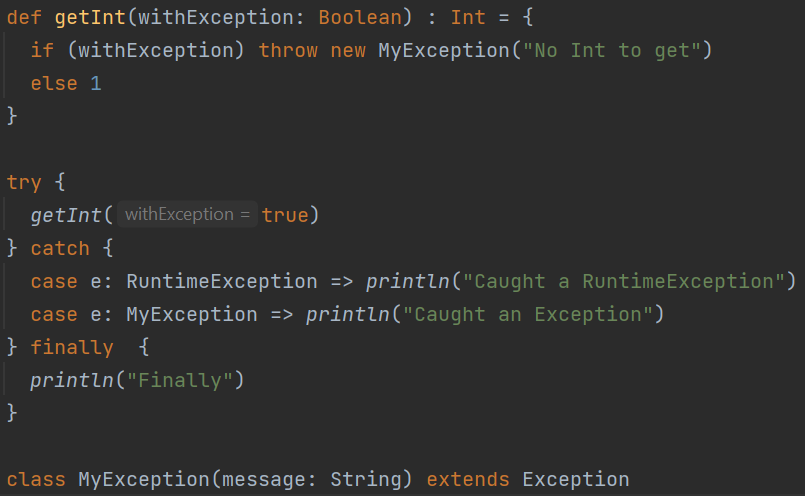 def getInt(withException: Boolean) : Int = {
  if (withException) throw new MyException("No Int to get")
  else 1
}

try {
  getInt( withException = true)
} catch {
  case e: RuntimeException => println("Caught a RuntimeException")
  case e: MyException => println("Caught an Exception")
} finally  {
  println("Finally")
}

class MyException(message: String) extends Exception